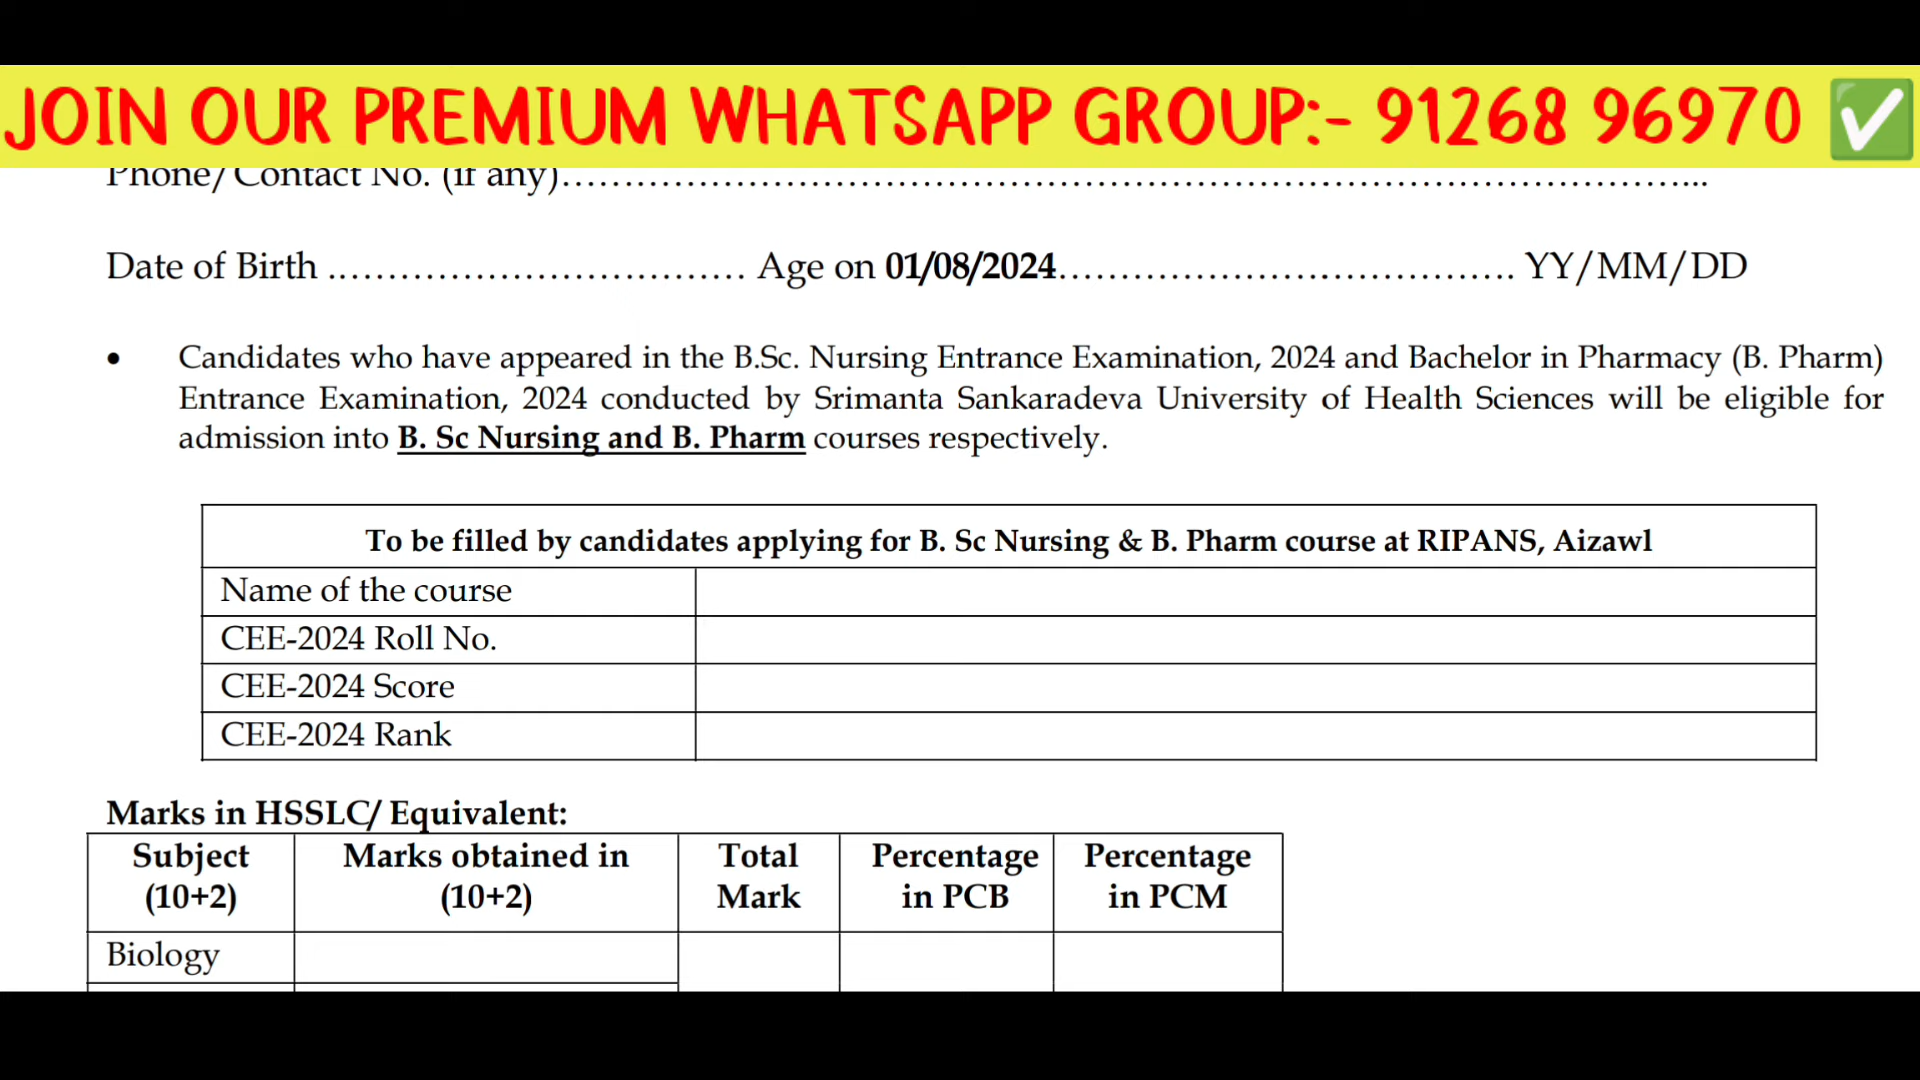 JOIN OUR PREMIUM WHATSAPP GROUP:- 91268 96970 ✅
Phone/Contact No. (if any)……………………………………………………………………………………………...
Date of Birth ……………………………… Age on 01/08/2024………………………………… YY/MM/DD
• Candidates who have appeared in the B.Sc. Nursing Entrance Examination, 2024 and Bachelor in Pharmacy (B. Pharm)
Entrance Examination, 2024 conducted by Srimanta Sankaradeva University of Health Sciences will be eligible for
admission into B. Sc Nursing and B. Pharm courses respectively.
To be filled by candidates applying for B. Sc Nursing & B. Pharm course at RIPANS, Aizawl
Name of the course
CEE-2024 Roll No.
CEE-2024 Score
CEE-2024 Rank
Marks in HSSLC/ Equivalent:
Subject (10+2)
Marks obtained in (10+2)
Total Mark
Percentage in PCB
Percentage in PCM
Biology